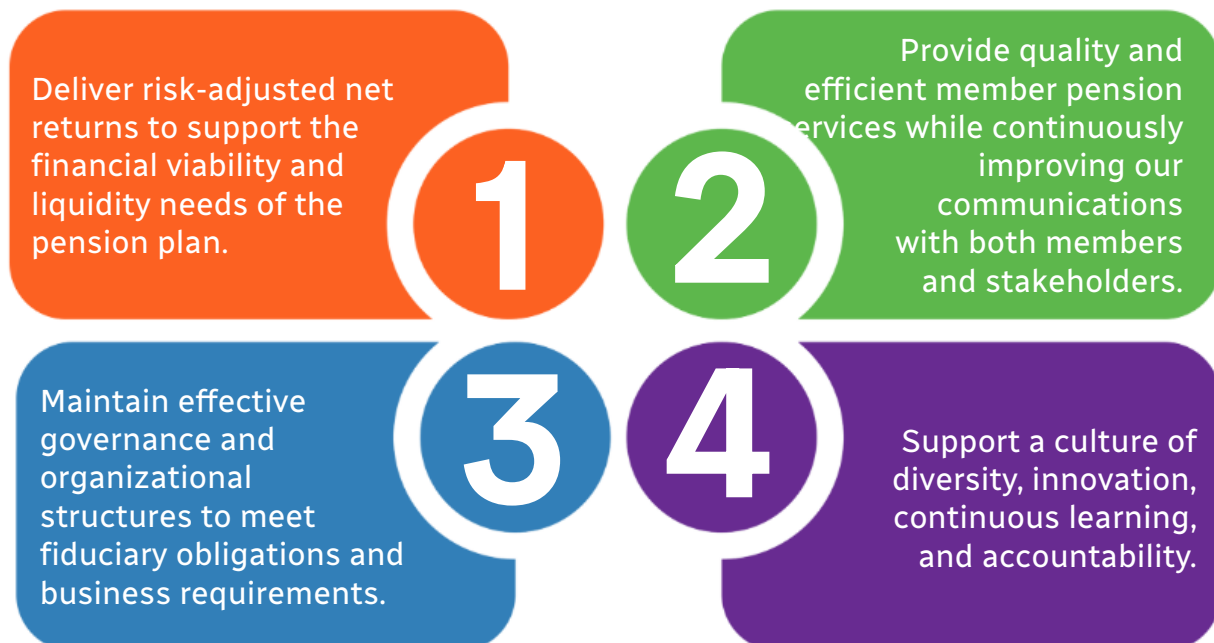 Deliver risk-adjusted net
returns to support the
financial viability and
liquidity needs of the
pension plan.
1
Provide quality and
efficient member pension
services while continuously
improving our
communications
with both members
and stakeholders.
2
Maintain effective
governance and
organizational
structures to meet
fiduciary obligations and
business requirements.
3
Support a culture of
diversity, innovation,
continuous learning,
and accountability.
4